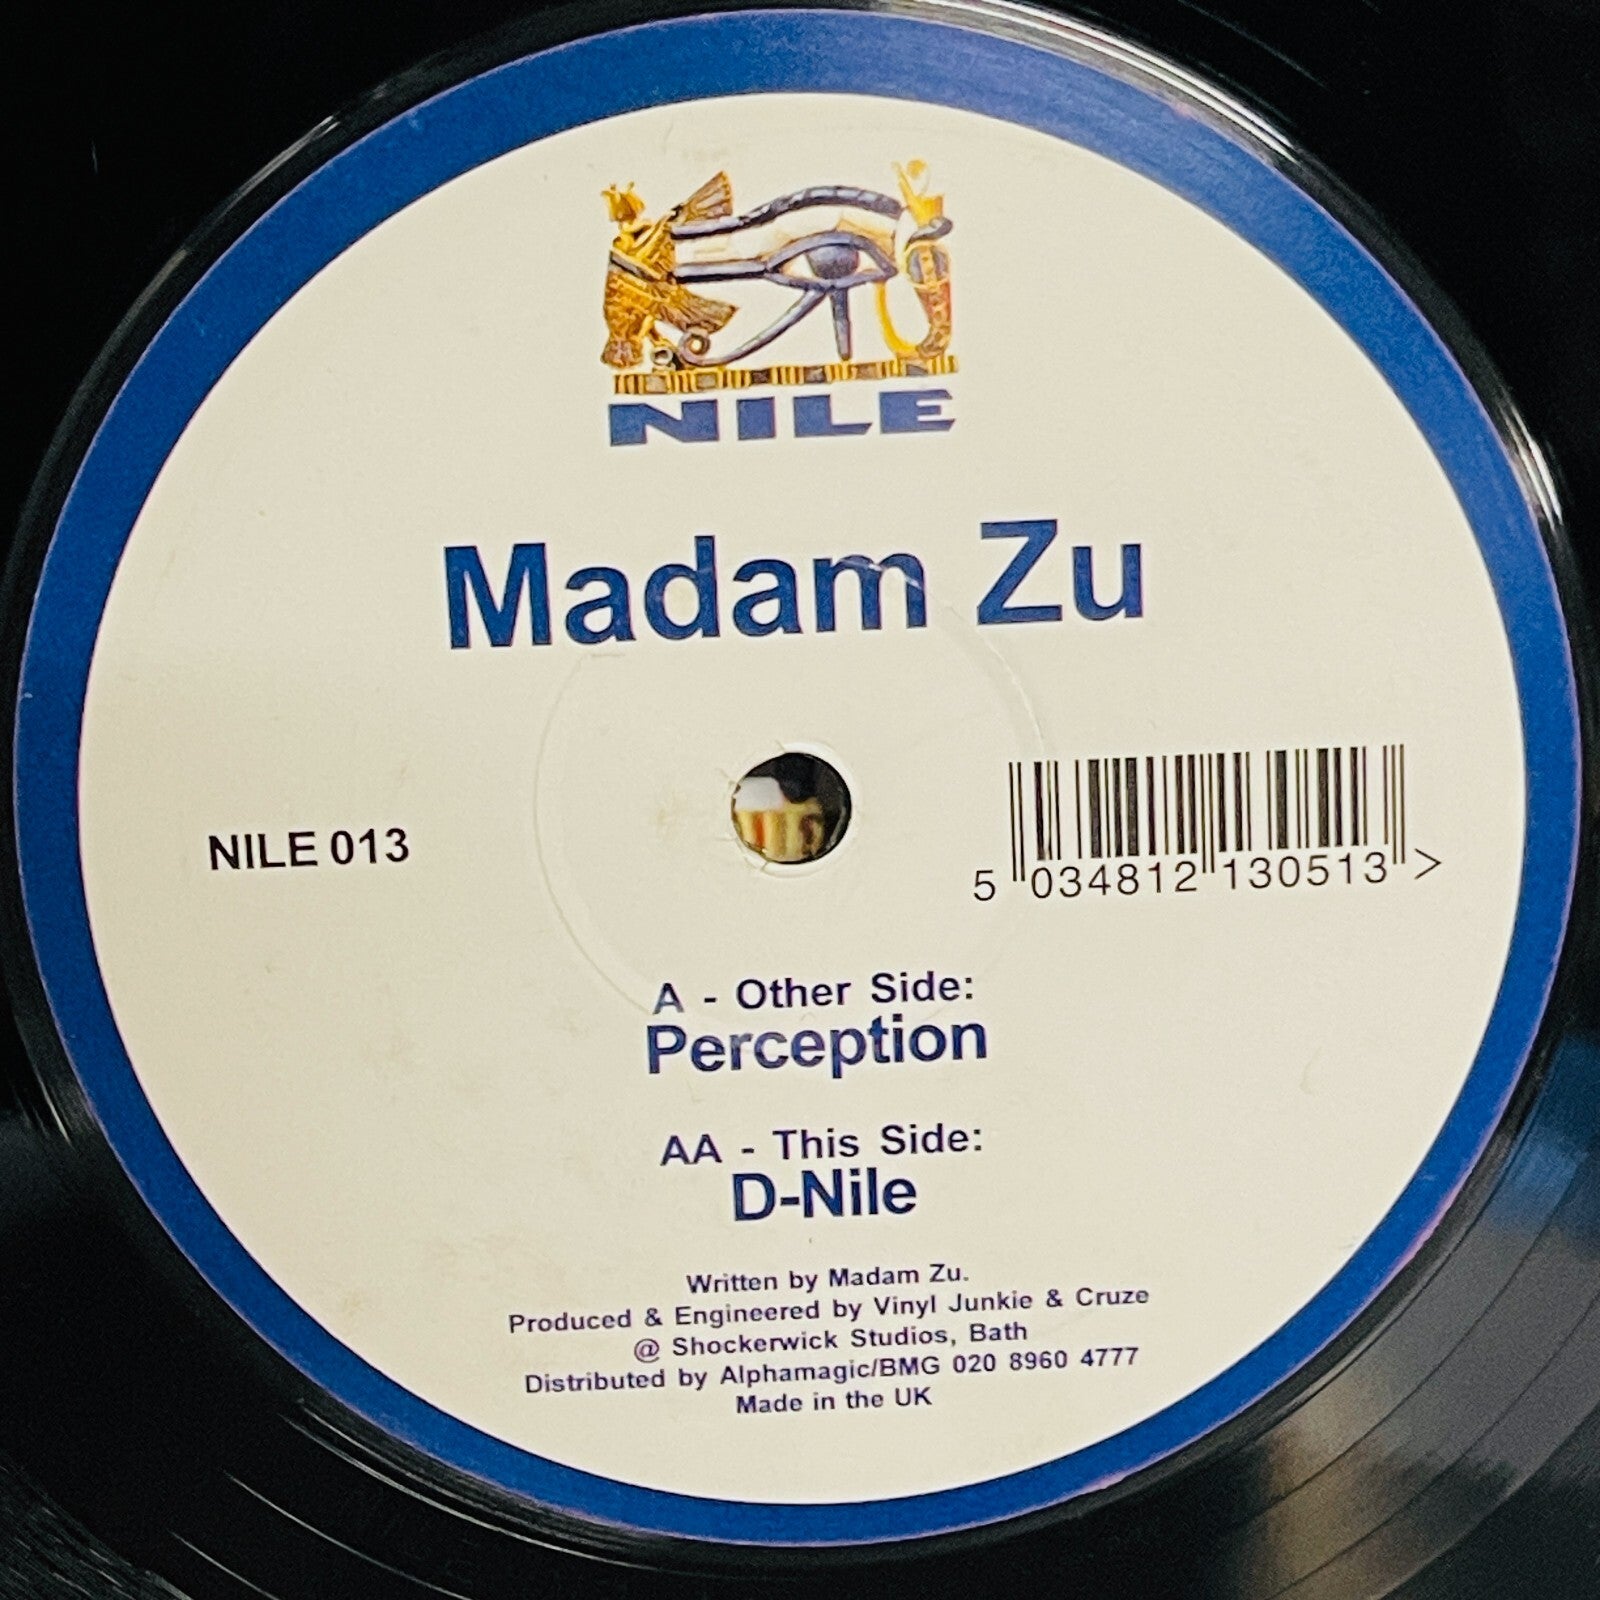 NILE
Madam Zu
NILE 013
5 034812 130513 >
A - Other Side:
Perception
AA - This Side:
D-Nile
Written by Madam Zu.
Produced & Engineered by Vinyl Junkie & Cruze
@ Shockerwick Studios, Bath
Distributed by Alphamagic/BMG 020 8960 4777
Made in the UK